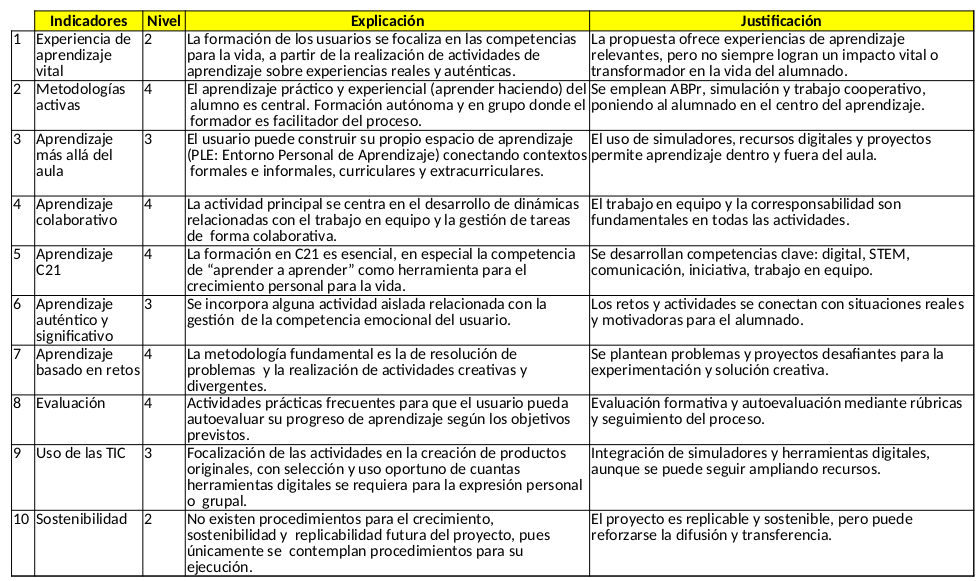 Indicadores Nivel Explicación Justificación
1 Experiencia de aprendizaje vital 2 La formación de los usuarios se focaliza en las competencias para la vida, a partir de la realización de actividades de aprendizaje sobre experiencias reales y auténticas. La propuesta ofrece experiencias de aprendizaje relevantes, pero no siempre logran un impacto vital o transformador en la vida del alumnado.
2 Metodologías activas 4 El aprendizaje práctico y experiencial (aprender haciendo) del alumno es central. Formación autónoma y en grupo donde el formador es facilitador del proceso. Se emplean ABPr, simulación y trabajo cooperativo, poniendo al alumnado en el centro del aprendizaje.
3 Aprendizaje más allá del aula 3 El usuario puede construir su propio espacio de aprendizaje (PLE: Entorno Personal de Aprendizaje) conectando contextos formales e informales, curriculares y extracurriculares. El uso de simuladores, recursos digitales y proyectos permite aprendizaje dentro y fuera del aula.
4 Aprendizaje colaborativo 4 La actividad principal se centra en el desarrollo de dinámicas relacionadas con el trabajo en equipo y la gestión de tareas de forma colaborativa. El trabajo en equipo y la corresponsabilidad son fundamentales en todas las actividades.
5 Aprendizaje C21 4 La formación en C21 es esencial, en especial la competencia de “aprender a aprender” como herramienta para el crecimiento personal para la vida. Se desarrollan competencias clave: digital, STEM, comunicación, iniciativa, trabajo en equipo.
6 Aprendizaje auténtico y significativo 3 Se incorpora alguna actividad aislada relacionada con la gestión de la competencia emocional del usuario. Los retos y actividades se conectan con situaciones reales y motivadoras para el alumnado.
7 Aprendizaje basado en retos 4 La metodología fundamental es la de resolución de problemas y la realización de actividades creativas y divergentes. Se plantean problemas y proyectos desafiantes para la experimentación y solución creativa.
8 Evaluación 4 Actividades prácticas frecuentes para que el usuario pueda autoevaluar su progreso de aprendizaje según los objetivos previstos. Evaluación formativa y autoevaluación mediante rúbricas y seguimiento del proceso.
9 Uso de las TIC 3 Focalización de las actividades en la creación de productos originales, con selección y uso oportuno de cuantas herramientas digitales se requiera para la expresión personal o grupal. Integración de simuladores y herramientas digitales, aunque se puede seguir ampliando recursos.
10 Sostenibilidad 2 No existen procedimientos para el crecimiento, sostenibilidad y replicabilidad futura del proyecto, pues únicamente se contemplan procedimientos para su ejecución. El proyecto es replicable y sostenible, pero puede reforzarse la difusión y transferencia.